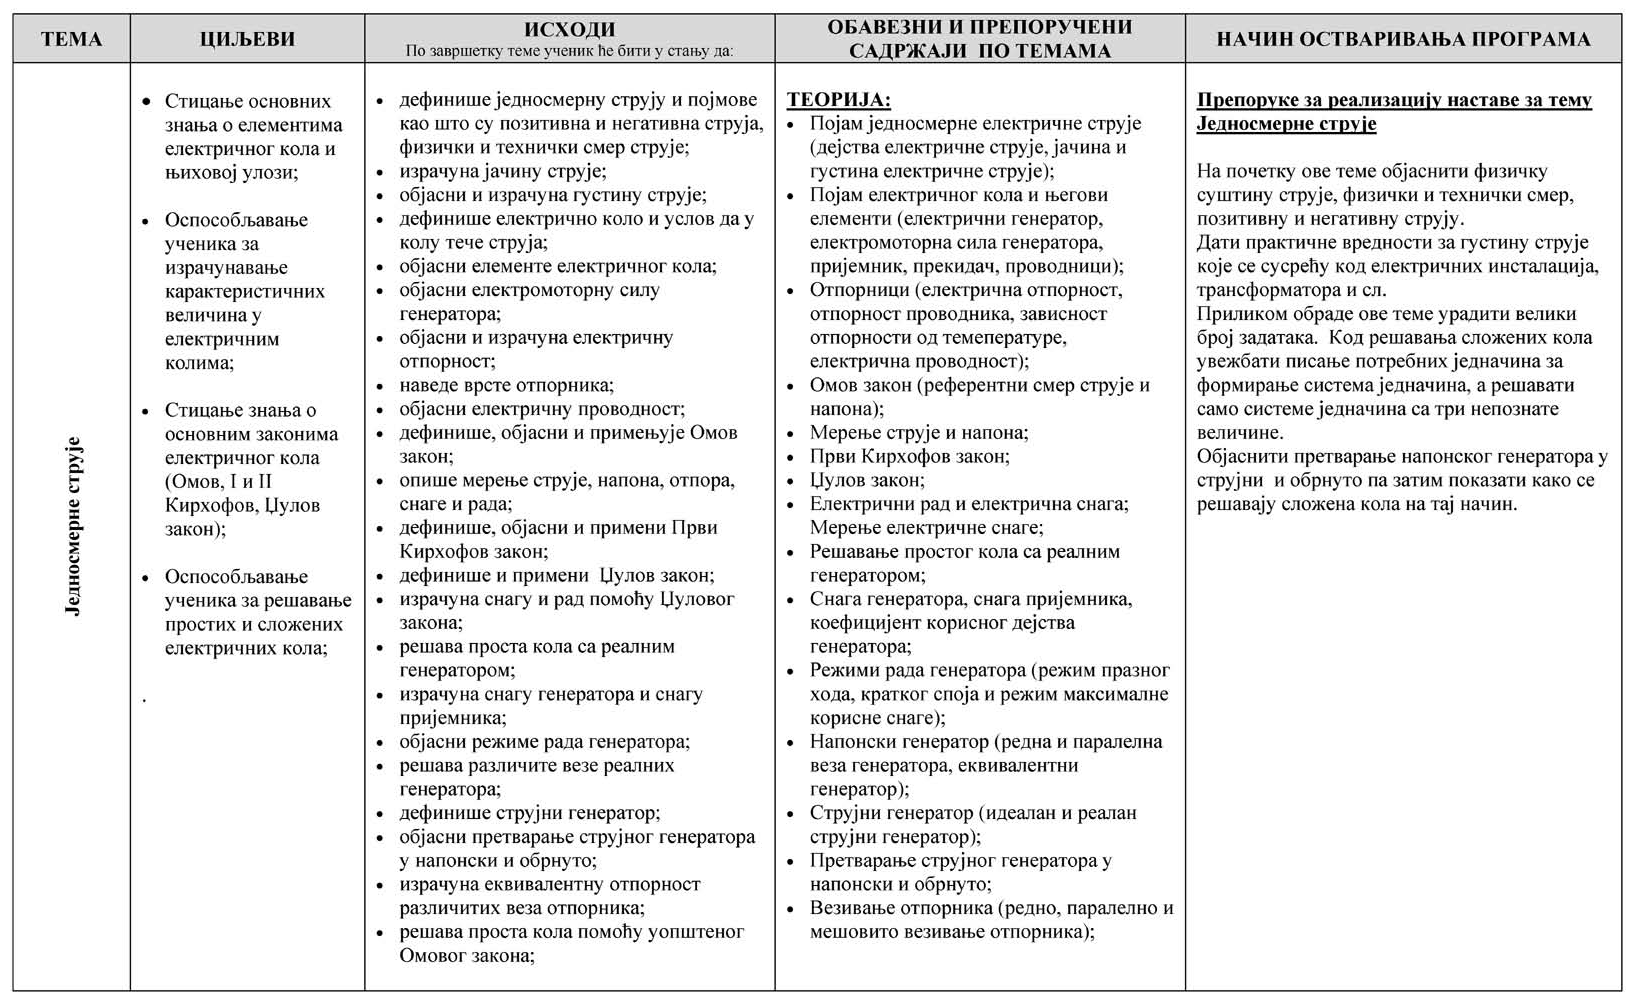 ТЕМА
ЦИЉЕВИ
ИСХОДИ
По завршетку теме ученик ће бити у стању да:
ОБАВЕЗНИ И ПРЕПОРУЧЕНИ
САДРЖАЈИ ПО ТЕМАМА
НАЧИН ОСТВАРИВАЊА ПРОГРАМА
Једносмерне струје
• Стицање основних
знања о елементима
електричног кола и
њиховој улози;
• Оспособљавање
ученика за
израчунавање
карактеристичних
величина у
електричним
колима;
• Стицање знања о
основним законима
електричног кола
(Омов, I и II
Кирхофов, Џулов
закон);
• Оспособљавање
ученика за решавање
простих и сложених
електричних кола;
.
• дефинише једносмерну струју и појмове
као што су позитивна и негативна струја,
физички и технички смер струје;
• израчуна јачину струје;
• објасни и израчуна густину струје;
• дефинише електрично коло и услов да у
колу тече струја;
• објасни елементе електричног кола;
• објасни електромоторну силу
генератора;
• објасни и израчуна електричну
отпорност;
• наведе врсте отпорника;
• објасни електричну проводност;
• дефинише, објасни и примењује Омов
закон;
• опише мерење струје, напона, отпора,
снаге и рада;
• дефинише, објасни и примени Први
Кирхофов закон;
• дефинише и примени Џулов закон;
• израчуна снагу и рад помоћу Џуловог
закона;
• решава проста кола са реалним
генератором;
• израчуна снагу генератора и снагу
пријемника;
• објасни режиме рада генератора;
• решава различите везе реалних
генератора;
• дефинише струјни генератор;
• објасни претварање струјног генератора
у напонски и обрнуто;
• израчуна еквивалентну отпорност
различитих веза отпорника;
• решава проста кола помоћу уопштеног
Омовог закона;
ТЕОРИЈА:
• Појам једносмерне електричне струје
(дејства електричне струје, јачина и
густина електричне струје);
• Појам електричног кола и његови
елементи (електрични генератор,
електромоторна сила генератора,
пријемник, прекидач, проводници);
• Отпорници (електрична отпорност,
отпорност проводника, зависност
отпорности од темепературе,
електрична проводност);
• Омов закон (референтни смер струје и
напона);
• Мерење струје и напона;
• Први Кирхофов закон;
• Џулов закон;
• Електрични рад и електрична снага;
Мерење електричне снаге;
• Решавање простог кола са реалним
генератором;
• Снага генератора, снага пријемника,
коефицијент корисног дејства
генератора;
• Режими рада генератора (режим празног
хода, кратког споја и режим максималне
корисне снаге);
• Напонски генератор (редна и паралелна
веза генератора, еквивалентни
генератор);
• Струјни генератор (идеалан и реалан
струјни генератор);
• Претварање струјног генератора у
напонски и обрнуто;
• Везивање отпорника (редно, паралелно и
мешовито везивање отпорника);
Препоруке за реализацију наставе за тему
Једносмерне струје
На почетку ове теме објаснити физичку
суштину струје, физички и технички смер,
позитивну и негативну струју.
Дати практичне вредности за густину струје
које се сусрећу код електричних инсталација,
трансформатора и сл.
Приликом обраде ове теме урадити велики
број задатака. Код решавања сложених кола
увежбати писање потребних једначина за
формирање система једначина, а решавати
само системе једначина са три непознате
величине.
Објаснити претварање напонског генератора у
струјни и обрнуто па затим показати како се
решавају сложена кола на тај начин.